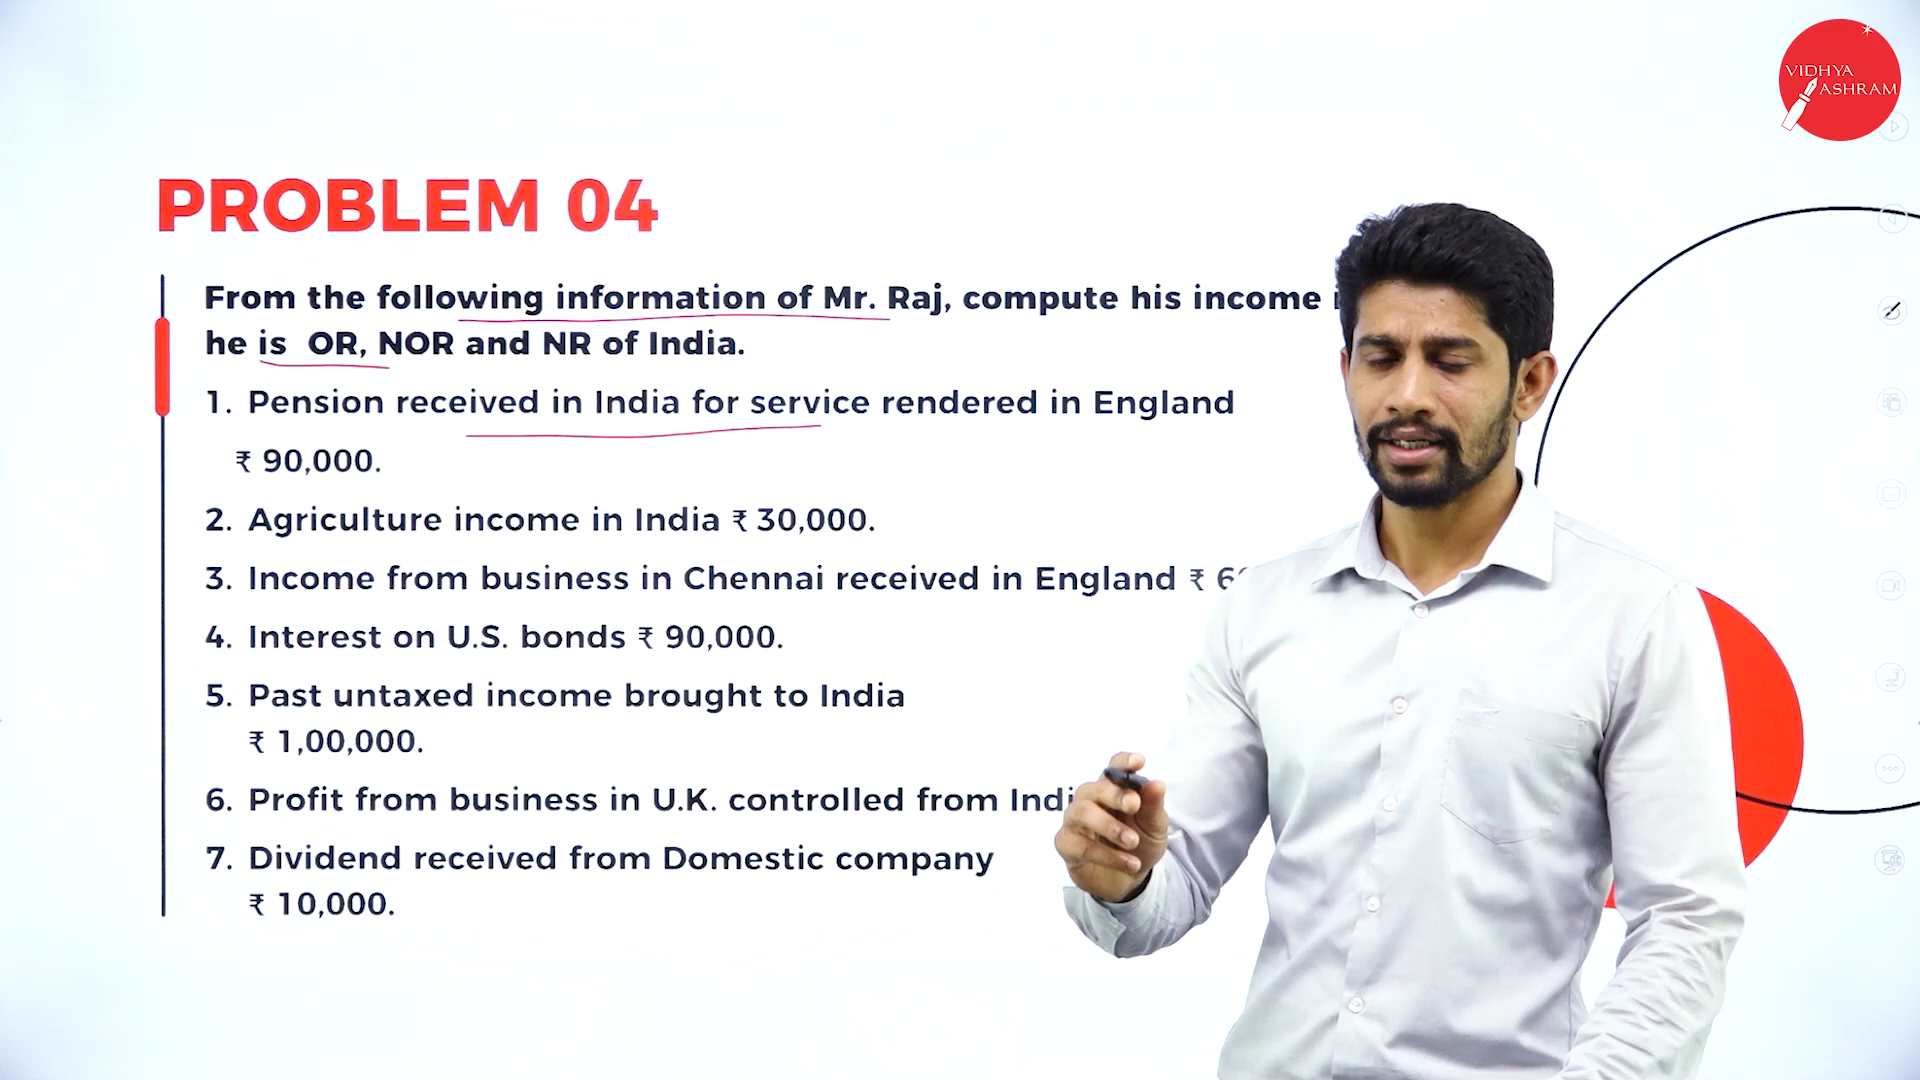 VIDHYA
ASHRAM
PROBLEM 04
From the following information of Mr. Raj, compute his income
he is OR, NOR and NR of India.
1. Pension received in India for service rendered in England
₹ 90,000.
2. Agriculture income in India ₹ 30,000.
3. Income from business in Chennai received in England ₹
4. Interest on U.S. bonds ₹ 90,000.
5. Past untaxed income brought to India
₹ 1,00,000.
6. Profit from business in U.K. controlled from
7. Dividend received from Domestic company
₹ 10,000.